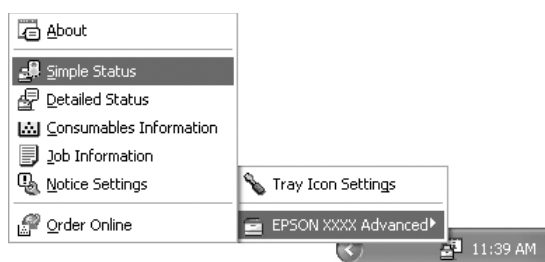 About
Simple Status
Detailed Status
Consumables Information
Job Information
Notice Settings
Order Online
Tray Icon Settings
EPSON XXXX Advanced
11:39 AM